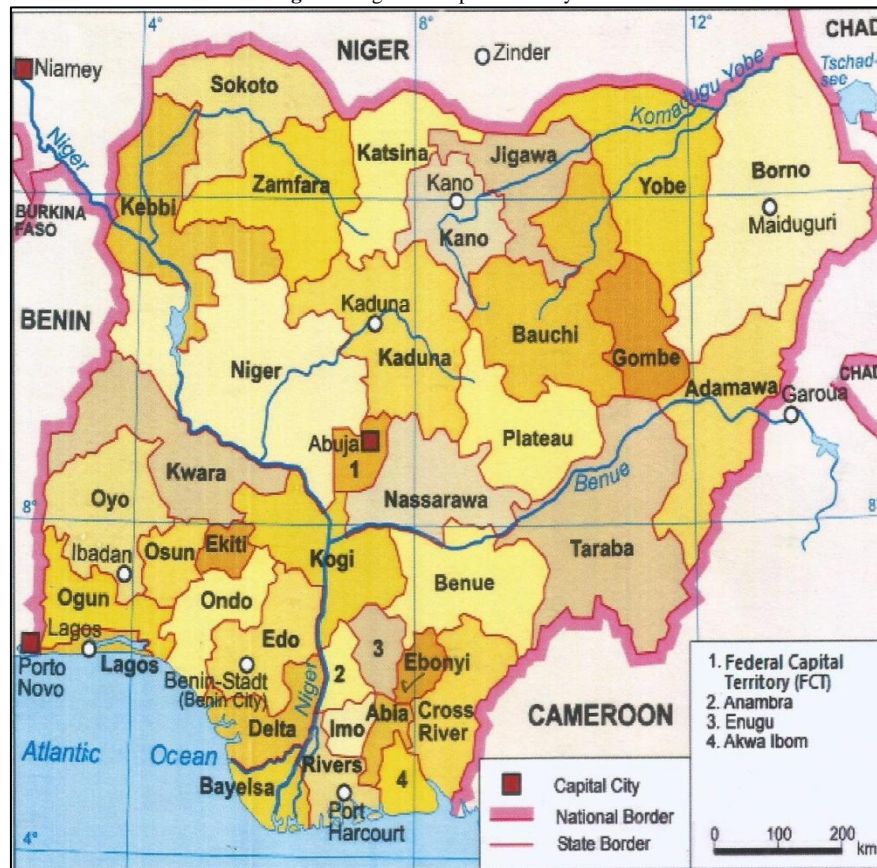 4°
8°
12°
NIGER
Zinder
CHAD
Niamey
Sokoto
Tschad-
see
Komadugu Yobe
Niger
Katsina
Jigawa
Kano
Zamfara
Yobe
Borno
Kebbi
BURKINA
FASO
Kano
Maiduguri
BENIN
Kaduna
Bauchi
Niger
Kaduna
Gombe
CHAD
Adamawa
Garoua
Abuja
1
Plateau
Kwara
Nassarawa
Benue
Oyo
8°
8°
Ibadan
Osun
Ekiti
Kogi
Taraba
Benue
Ogun
Ondo
Edo
Lagos
Lagos
Porto
Novo
Benin-Stadt
(Benin City)
Niger
2
3
Ebonyi
Delta
Imo
Abia
Cross
River
CAMEROON
Atlantic Ocean
Bayelsa
Rivers
4
Port
Harcourt
4°
1. Federal Capital
Territory (FCT)
2. Anambra
3. Enugu
4. Akwa Ibom
Capital City
National Border
State Border
0 100 200
km